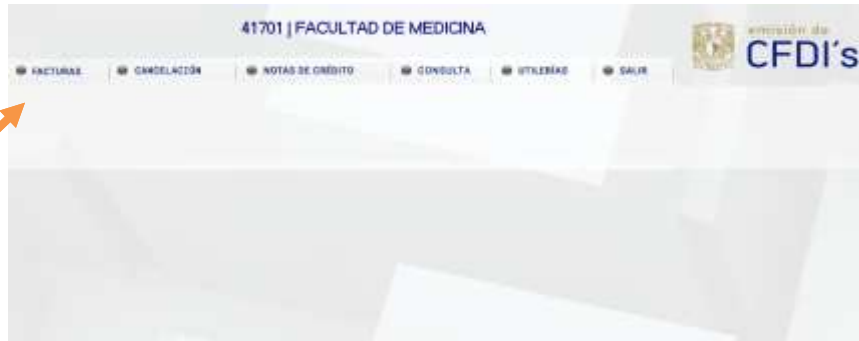 41701 | FACULTAD DE MEDICINA
emisión de
CFDI´s
FACTURAS CANCELACIÓN NOTAS DE CRÉDITO CONSULTA UTILERÍAS SALIR